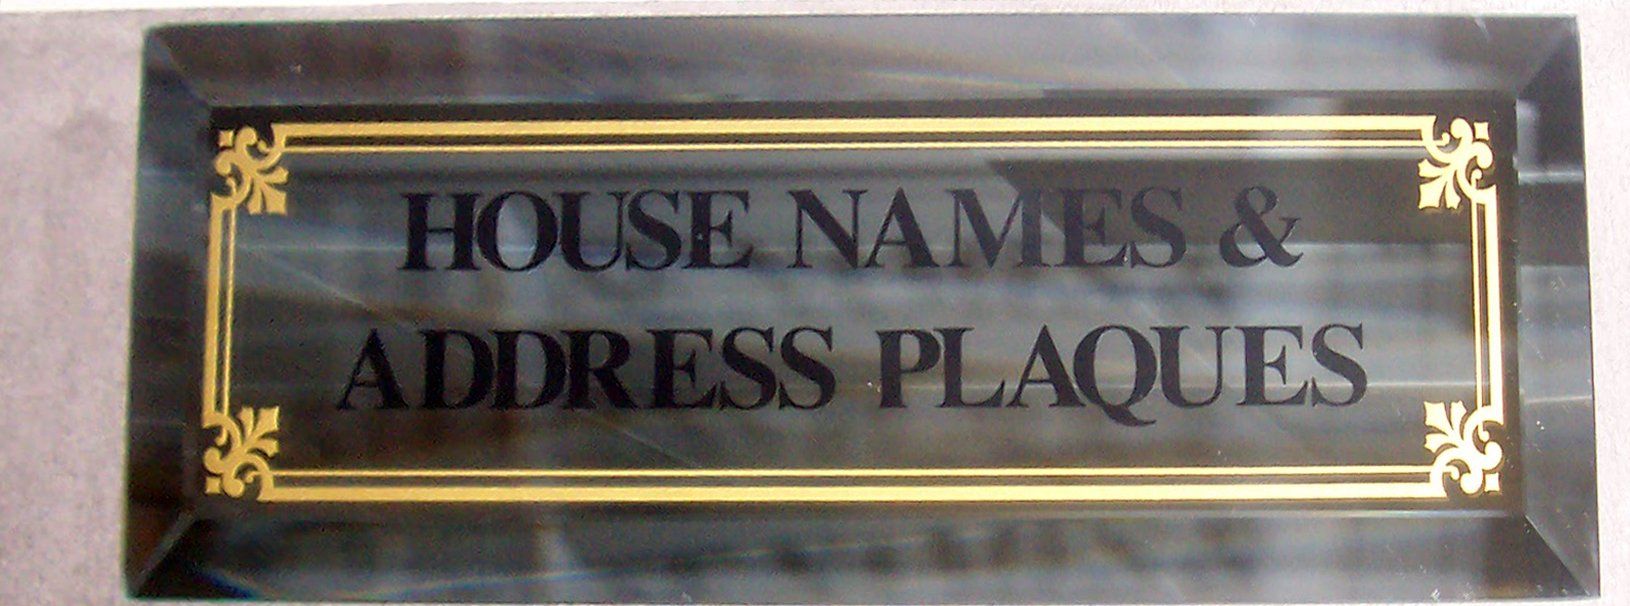 HOUSE NAMES &
ADDRESS PLAQUES